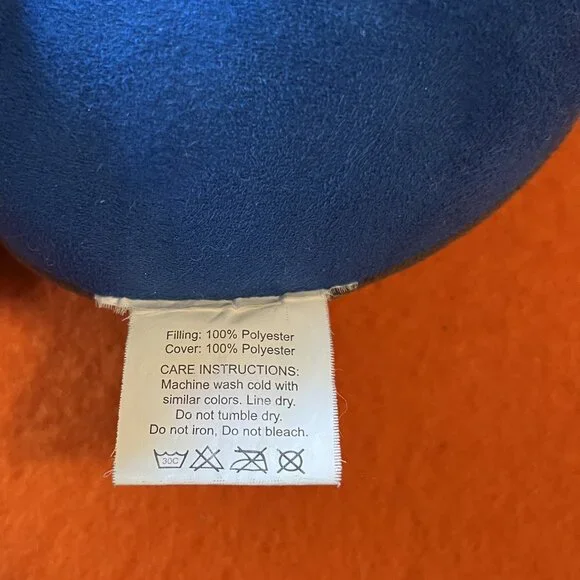 Filling: 100% Polyester
Cover: 100% Polyester
CARE INSTRUCTIONS:
Machine wash cold with
similar colors. Line dry.
Do not tumble dry.
Do not iron, Do not bleach.
30C